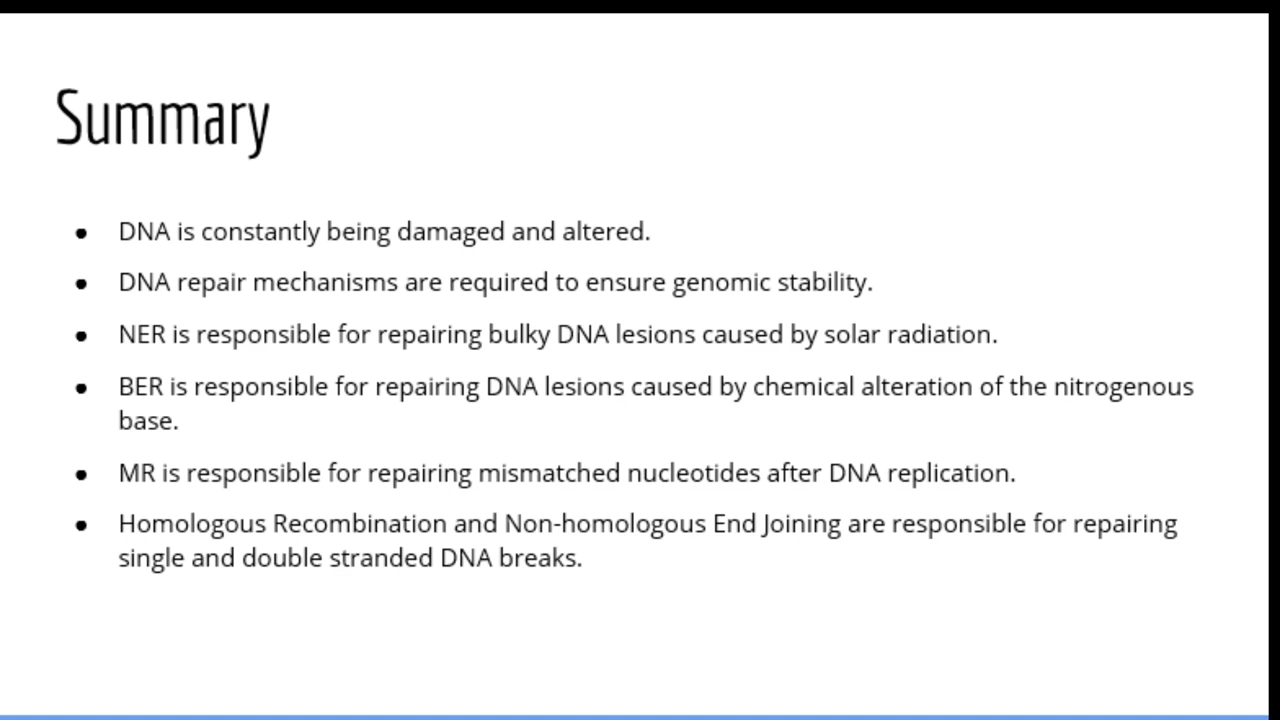 Summary
● DNA is constantly being damaged and altered.
● DNA repair mechanisms are required to ensure genomic stability.
● NER is responsible for repairing bulky DNA lesions caused by solar radiation.
● BER is responsible for repairing DNA lesions caused by chemical alteration of the nitrogenous
base.
● MR is responsible for repairing mismatched nucleotides after DNA replication.
● Homologous Recombination and Non-homologous End Joining are responsible for repairing
single and double stranded DNA breaks.